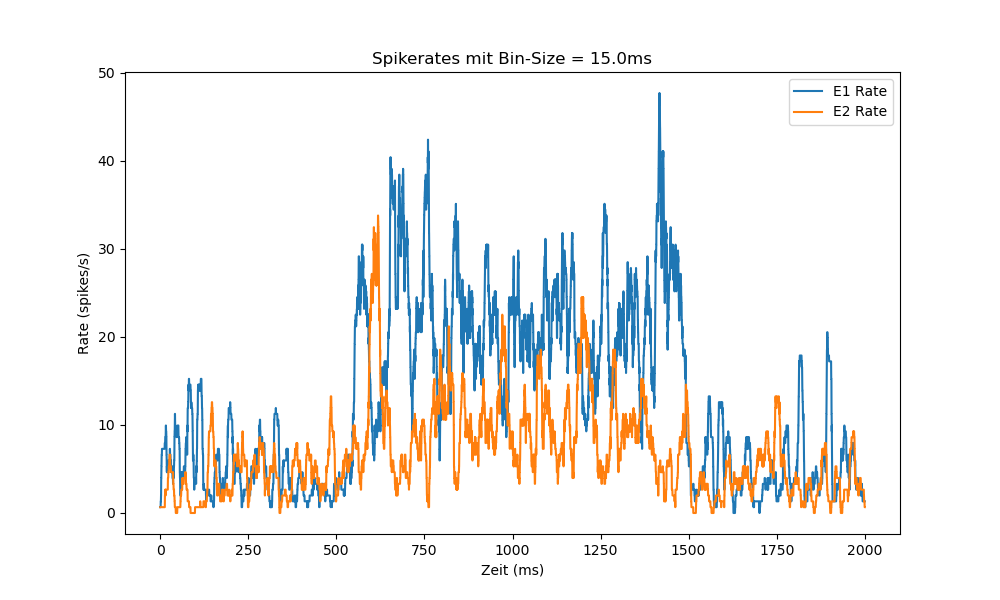 Spikerates mit Bin-Size = 15.0ms
E1 Rate
E2 Rate
50
40
30
20
10
0
Rate (spikes/s)
0 250 500 750 1000 1250 1500 1750 2000
Zeit (ms)